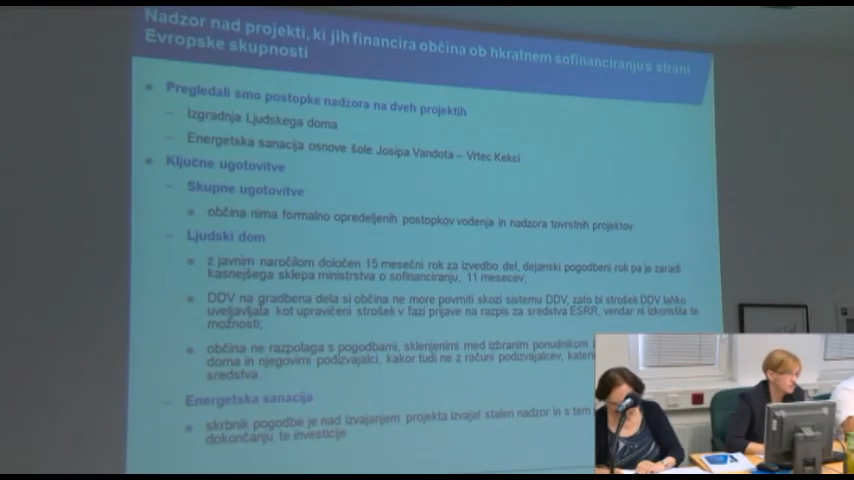 Nadzor nad projekti, ki jih financira občina ob hkratnem sofinanciranju s strani
Evropske skupnosti
Pregledali smo postopke nadzora na dveh projektih
– Izgradnja Ljudskega doma
– Energetska sanacija osnove šole Josipa Vandota – Vrtec Kekci
Ključne ugotovitve
– Skupne ugotovitve
občina nima formalno opredeljenih postopkov vodenja in nadzora tovrstnih projektov
– Ljudski dom
z javnim naročilom določen 15 mesečni rok za izvedbo del, dejanski pogodbeni rok pa je zaradi
kasnejšega sklepa ministrstva o sofinanciranju, 11 mesecev;
DDV na gradbena dela si občina ne more povrniti skozi sistemu DDV, zato bi strošek DDV lahko
uveljavljala kot upravičeni strošek v fazi prijave na razpis za sredstva ESRR, vendar ni izkoristila te
možnosti;
občina ne razpolaga s pogodbami, sklenjenimi med izbranim ponudnikom
doma in njegovimi podizvajalci, kakor tudi ne z računi podizvajalcev,
sredstva
– Energetska sanacija
skrbnik pogodbe je nad izvajanjem projekta izvajal stalen nadzor in s tem
dokončanju te investicije